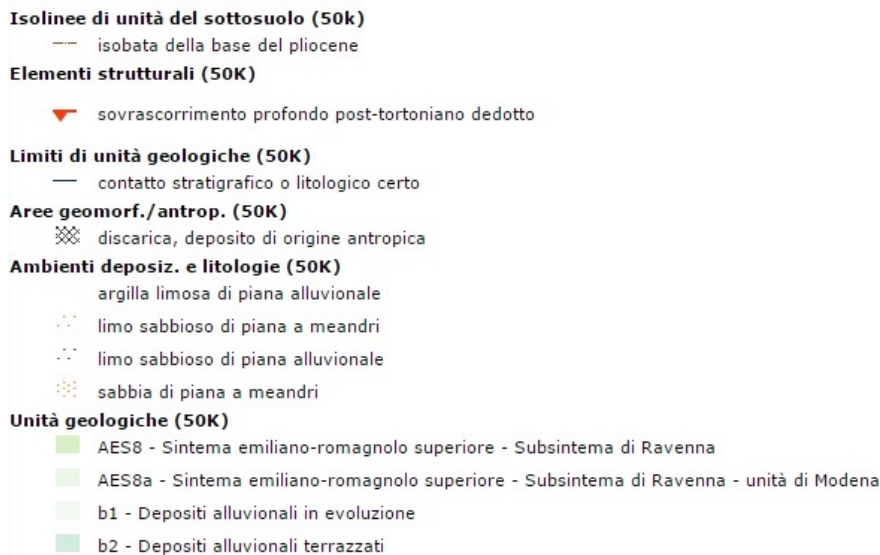 Isolinee di unità del sottosuolo (50k)
isobata della base del pliocene
Elementi strutturali (50K)
sovrascorrimento profondo post-tortoniano dedotto
Limiti di unità geologiche (50K)
contatto stratigrafico o litologico certo
Aree geomorf./antrop. (50K)
discarica, deposito di origine antropica
Ambienti deposiz. e litologie (50K)
argilla limosa di piana alluvionale
limo sabbioso di piana a meandri
limo sabbioso di piana alluvionale
sabbia di piana a meandri
Unità geologiche (50K)
AES8 - Sintema emiliano-romagnolo superiore - Subsintema di Ravenna
AES8a - Sintema emiliano-romagnolo superiore - Subsintema di Ravenna - unità di Modena
b1 - Depositi alluvionali in evoluzione
b2 - Depositi alluvionali terrazzati